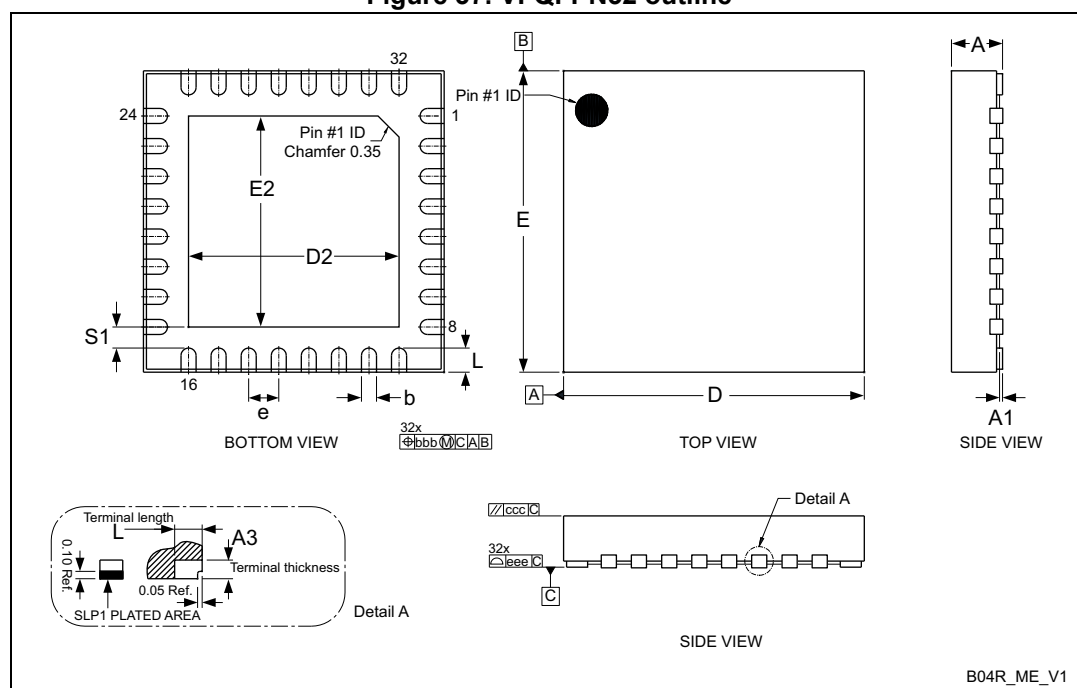 Figure 37. VFQFPN32 outline
32
24
1
Pin #1 ID
Chamfer 0.35
E2
D2
S1
8
L
16
e
b
BOTTOM VIEW
32x
⌖ bbb Ⓜ C A B
B
Pin #1 ID
E
A
D
TOP VIEW
A
A1
SIDE VIEW
Terminal length
L
A3
Terminal thickness
0.10 Ref.
0.05 Ref.
SLP1 PLATED AREA
Detail A
// ccc C
32x
⌓ eee C
C
Detail A
SIDE VIEW
B04R_ME_V1